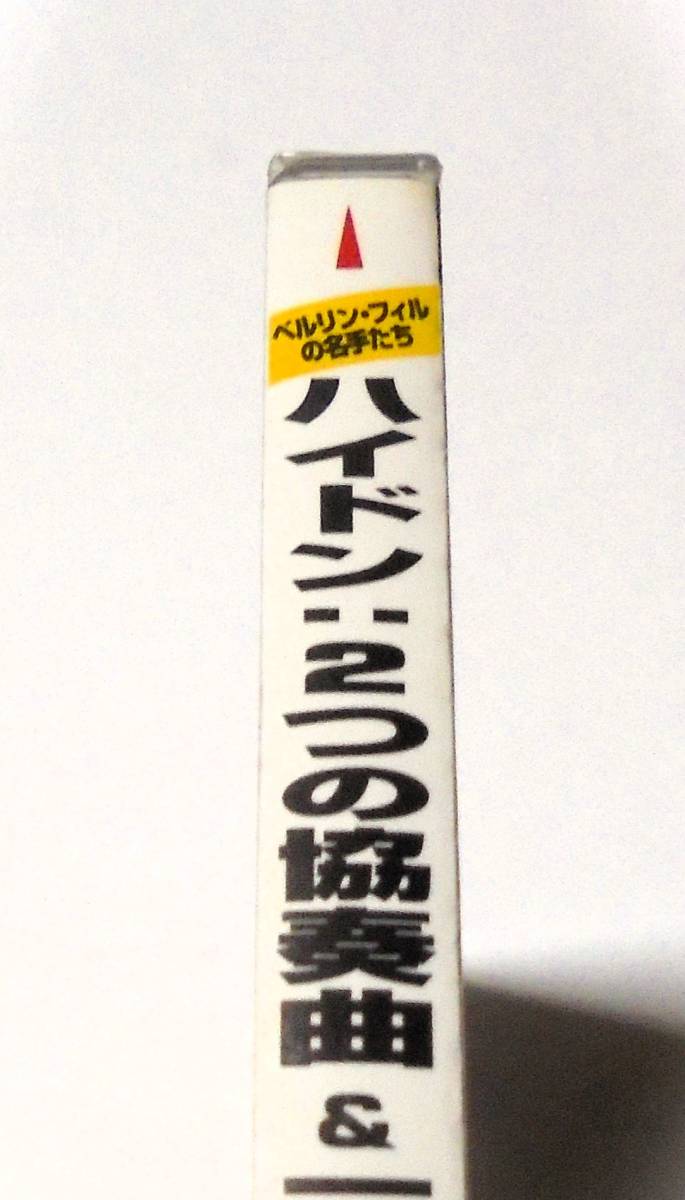 ベルリン・フィル
の名手たち
ハイドン:2つの協奏曲&